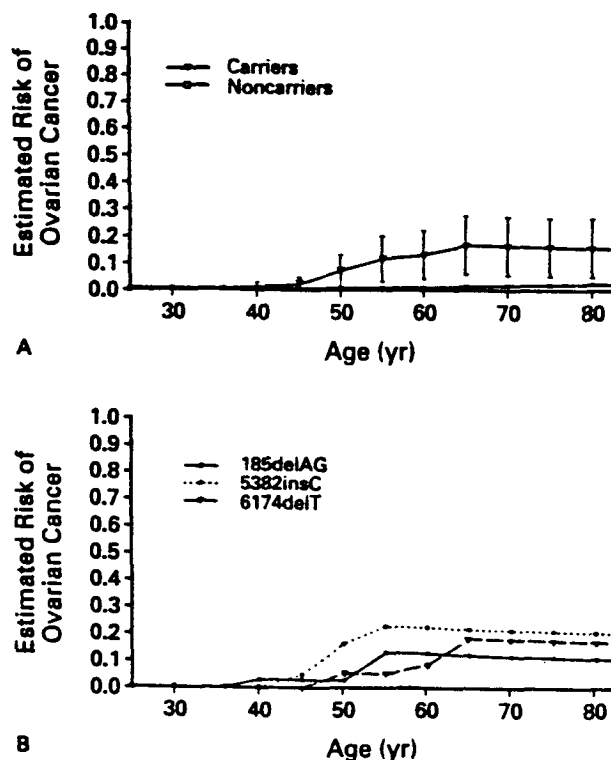 Estimated Risk of
Ovarian Cancer
1.0
0.9
0.8
0.7
0.6
0.5
0.4
0.3
0.2
0.1
0.0
Carriers
Noncarriers
30 40 50 60 70 80
Age (yr)
A
Estimated Risk of
Ovarian Cancer
1.0
0.9
0.8
0.7
0.6
0.5
0.4
0.3
0.2
0.1
0.0
185delAG
5382insC
6174delT
30 40 50 60 70 80
Age (yr)
B